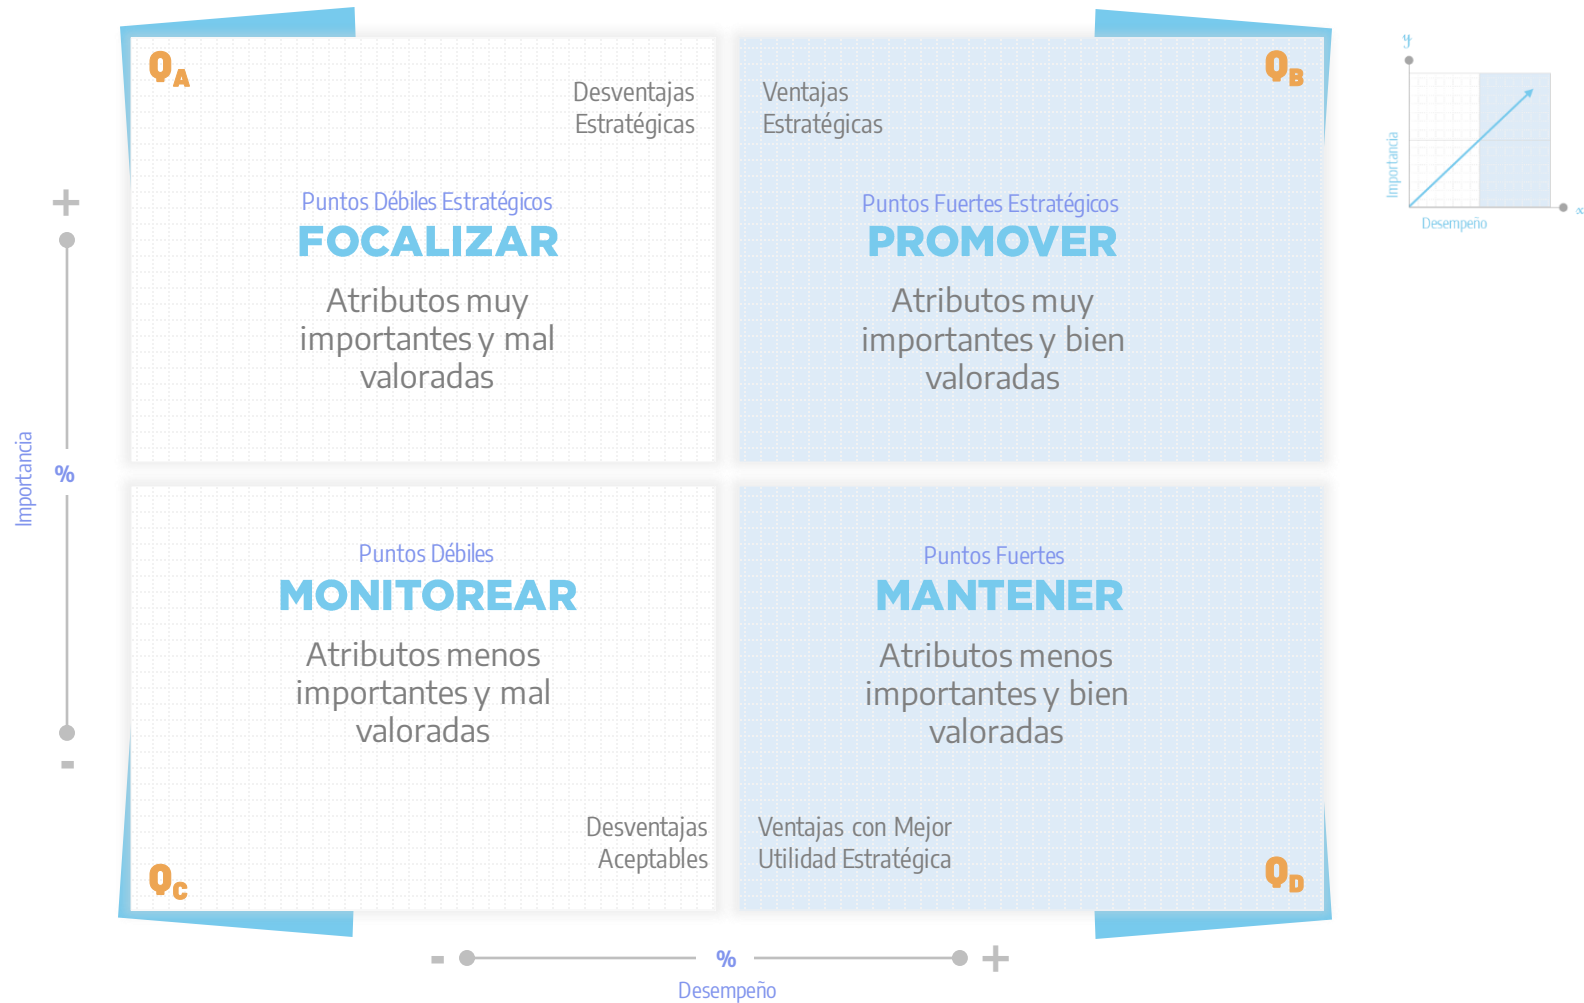 QA
Desventajas
Estratégicas
Puntos Débiles Estratégicos
FOCALIZAR
Atributos muy
importantes y mal
valoradas
QB
Ventajas
Estratégicas
Puntos Fuertes Estratégicos
PROMOVER
Atributos muy
importantes y bien
valoradas
y
Importancia
x
Desempeño
+
Importancia
%
-
Puntos Débiles
MONITOREAR
Atributos menos
importantes y mal
valoradas
Desventajas
Aceptables
QC
Puntos Fuertes
MANTENER
Atributos menos
importantes y bien
valoradas
Ventajas con Mejor
Utilidad Estratégica
QD
- % +
Desempeño